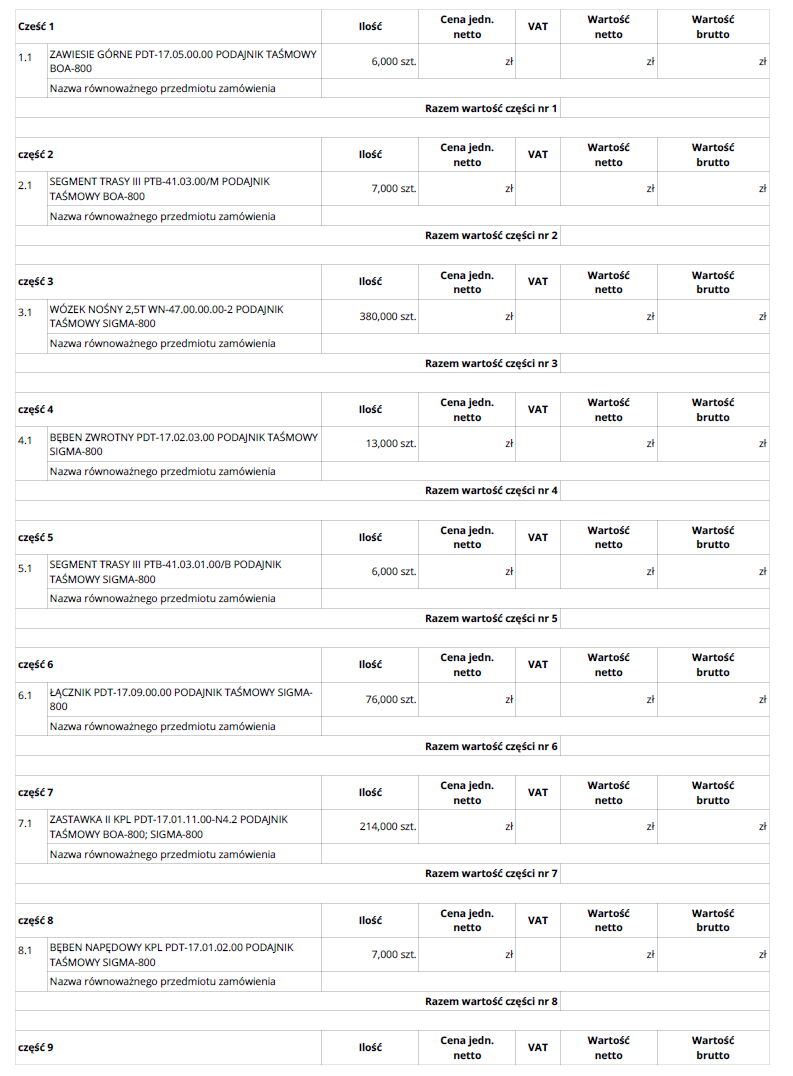 Cześć 1 Ilość Cena jedn. netto VAT Wartość netto Wartość brutto
1.1 ZAWIESIE GÓRNE PDT-17.05.00.00 PODAJNIK TAŚMOWY
BOA-800 6,000 szt. zł zł zł
Nazwa równoważnego przedmiotu zamówienia
Razem wartość części nr 1
część 2 Ilość Cena jedn. netto VAT Wartość netto Wartość brutto
2.1 SEGMENT TRASY III PTB-41.03.00/M PODAJNIK
TAŚMOWY BOA-800 7,000 szt. zł zł zł
Nazwa równoważnego przedmiotu zamówienia
Razem wartość części nr 2
część 3 Ilość Cena jedn. netto VAT Wartość netto Wartość brutto
3.1 WÓZEK NOŚNY 2,5T WN-47.00.00.00-2 PODAJNIK
TAŚMOWY SIGMA-800 380,000 szt. zł zł zł
Nazwa równoważnego przedmiotu zamówienia
Razem wartość części nr 3
część 4 Ilość Cena jedn. netto VAT Wartość netto Wartość brutto
4.1 BĘBEN ZWROTNY PDT-17.02.03.00 PODAJNIK TAŚMOWY
SIGMA-800 13,000 szt. zł zł zł
Nazwa równoważnego przedmiotu zamówienia
Razem wartość części nr 4
część 5 Ilość Cena jedn. netto VAT Wartość netto Wartość brutto
5.1 SEGMENT TRASY III PTB-41.03.01.00/B PODAJNIK
TAŚMOWY SIGMA-800 6,000 szt. zł zł zł
Nazwa równoważnego przedmiotu zamówienia
Razem wartość części nr 5
część 6 Ilość Cena jedn. netto VAT Wartość netto Wartość brutto
6.1 ŁĄCZNIK PDT-17.09.00.00 PODAJNIK TAŚMOWY SIGMA-
800 76,000 szt. zł zł zł
Nazwa równoważnego przedmiotu zamówienia
Razem wartość części nr 6
część 7 Ilość Cena jedn. netto VAT Wartość netto Wartość brutto
7.1 ZASTAWKA II KPL PDT-17.01.11.00-N4.2 PODAJNIK
TAŚMOWY BOA-800; SIGMA-800 214,000 szt. zł zł zł
Nazwa równoważnego przedmiotu zamówienia
Razem wartość części nr 7
część 8 Ilość Cena jedn. netto VAT Wartość netto Wartość brutto
8.1 BĘBEN NAPĘDOWY KPL PDT-17.01.02.00 PODAJNIK
TAŚMOWY SIGMA-800 7,000 szt. zł zł zł
Nazwa równoważnego przedmiotu zamówienia
Razem wartość części nr 8
część 9 Ilość Cena jedn. netto VAT Wartość netto Wartość brutto